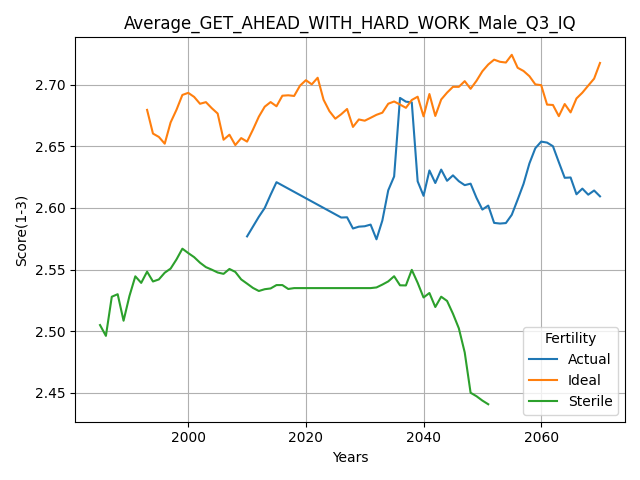 Average_GET_AHEAD_WITH_HARD_WORK_Male_Q3_IQ
Score(1-3)
2.70
2.65
2.60
2.55
2.50
2.45
Fertility
Actual
Ideal
Sterile
2000
2020
2040
2060
Years